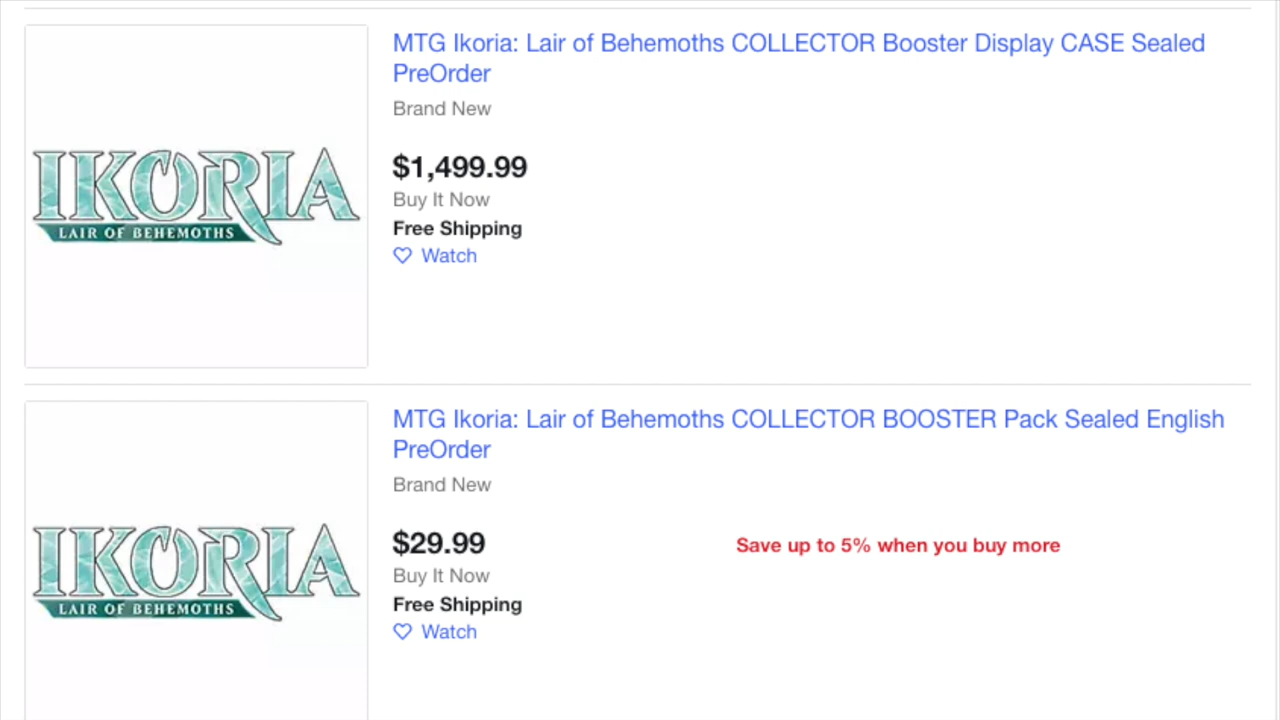 MTG Ikoria: Lair of Behemoths COLLECTOR Booster Display CASE Sealed
PreOrder
Brand New
$1,499.99
Buy It Now
Free Shipping
Watch
IKORIA
LAIR OF BEHEMOTHS
MTG Ikoria: Lair of Behemoths COLLECTOR BOOSTER Pack Sealed English
PreOrder
Brand New
$29.99
Save up to 5% when you buy more
Buy It Now
Free Shipping
Watch
IKORIA
LAIR OF BEHEMOTHS